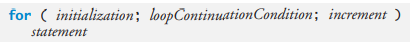 for ( initialization; loopContinuationCondition; increment )
statement